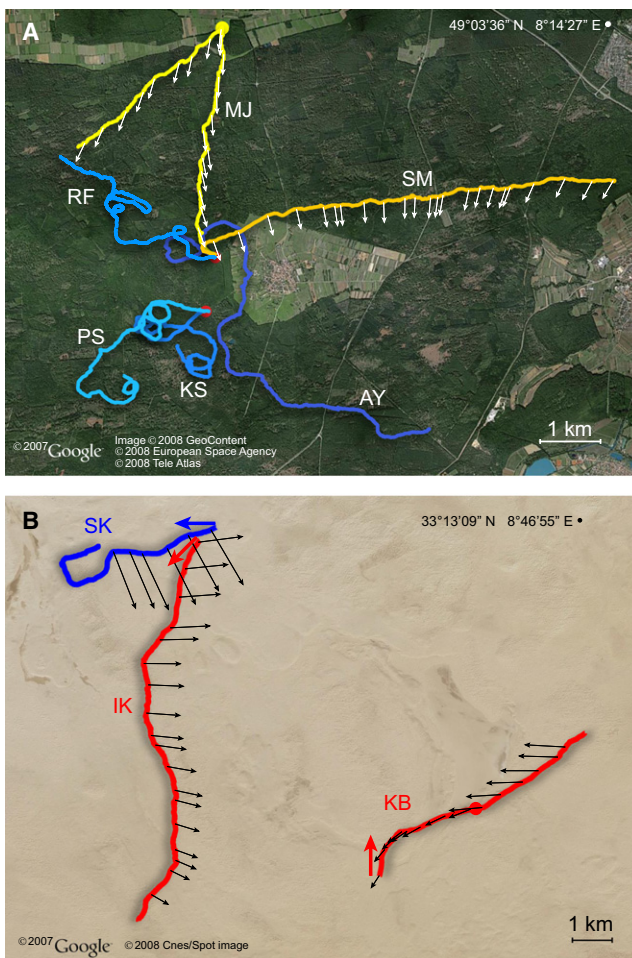 A
49°03’36” N 8°14’27” E
MJ
SM
RF
PS
KS
AY
1 km
© 2007 Google
Image © 2008 GeoContent
© 2008 European Space Agency
© 2008 Tele Atlas
B
33°13’09” N 8°46’55” E
SK
IK
KB
1 km
© 2007 Google © 2008 Cnes/Spot image